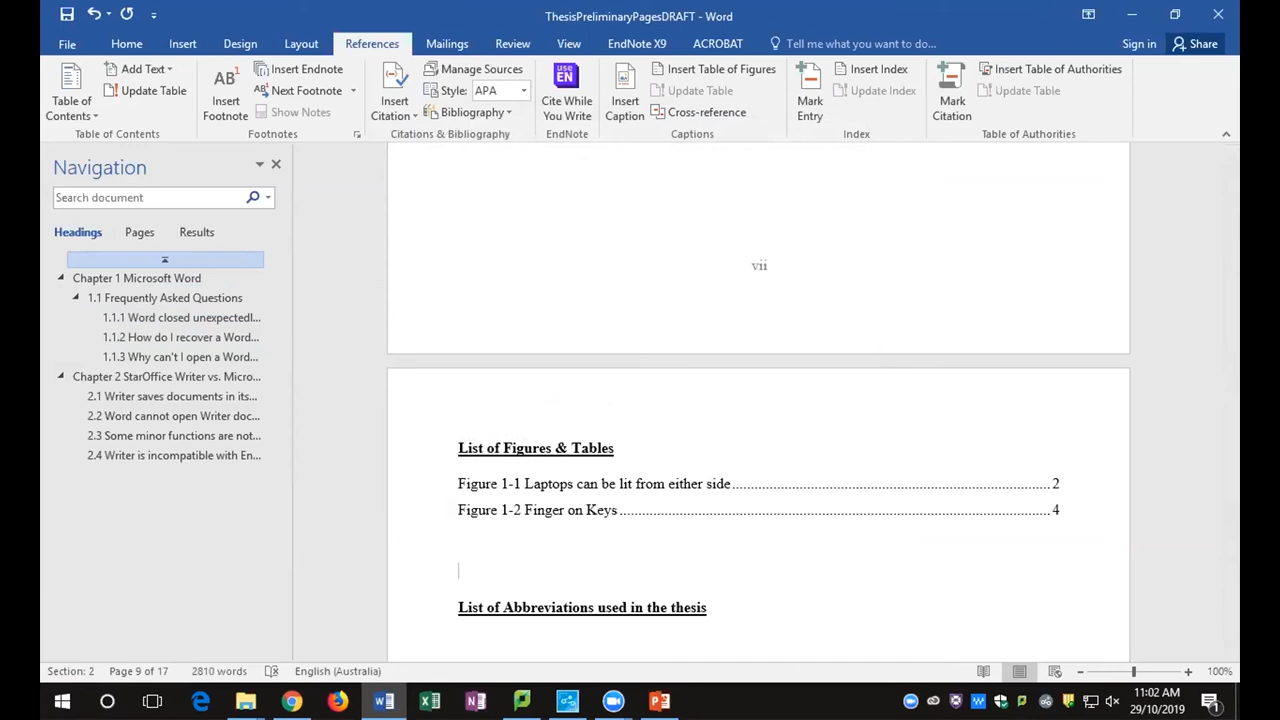 ThesisPreliminaryPagesDRAFT - Word
File Home Insert Design Layout References Mailings Review View EndNote X9 ACROBAT Tell me what you want to do... Sign in Share
Table of Contents
Add Text
Update Table
Table of Contents
AB1
Insert Footnote
Insert Endnote
Next Footnote
Show Notes
Footnotes
Insert Citation
Manage Sources
Style: APA
Bibliography
Citations & Bibliography
use EN
Cite While You Write
EndNote
Insert Caption
Insert Table of Figures
Update Table
Cross-reference
Captions
Mark Entry
Insert Index
Update Index
Index
Mark Citation
Insert Table of Authorities
Update Table
Table of Authorities
Navigation
Search document
Headings Pages Results
Chapter 1 Microsoft Word
1.1 Frequently Asked Questions
1.1.1 Word closed unexpectedl...
1.1.2 How do I recover a Word...
1.1.3 Why can't I open a Word...
Chapter 2 StarOffice Writer vs. Micro...
2.1 Writer saves documents in its...
2.2 Word cannot open Writer doc...
2.3 Some minor functions are not...
2.4 Writer is incompatible with En...
vii
List of Figures & Tables
Figure 1-1 Laptops can be lit from either side 2
Figure 1-2 Finger on Keys 4
List of Abbreviations used in the thesis
Section: 2 Page 9 of 17 2810 words English (Australia) 100%
11:02 AM
29/10/2019
1